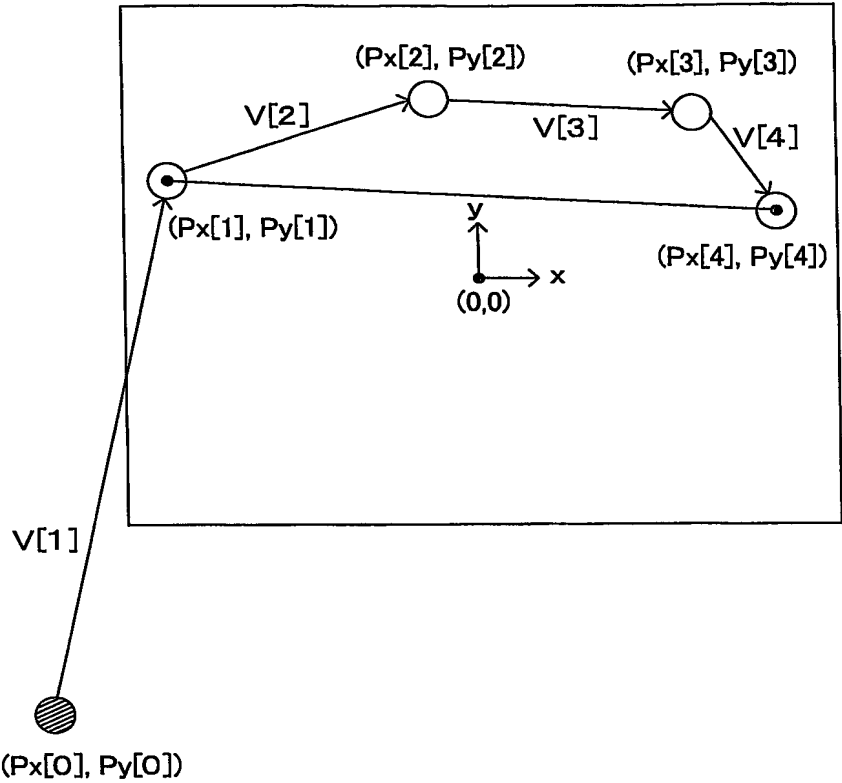 (Px[2], Py[2])
(Px[3], Py[3])
V[2]
V[3]
V[4]
(Px[1], Py[1])
y
(Px[4], Py[4])
x
(0,0)
V[1]
(Px[0], Py[0])